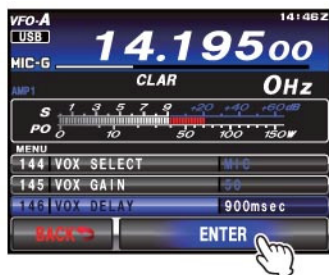 VFO-A 14:46Z
USB
14.19500
MIC-G
CLAR 0Hz
AMP1
S 1 3 5 7 9 +20 +40 +60dB
PO 0 10 50 100 150W
MENU
144 VOX SELECT MIC
145 VOX GAIN 50
146 VOX DELAY 900msec
BACK ENTER